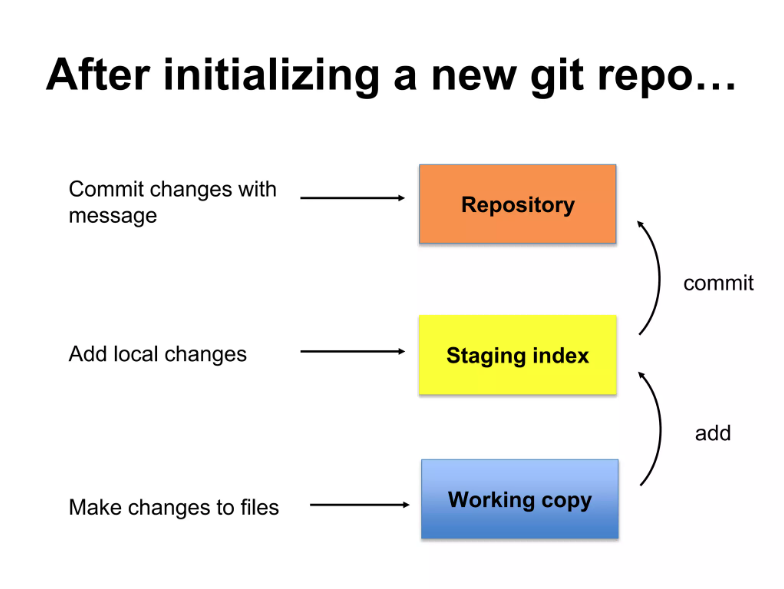 After initializing a new git repo…
Commit changes with
message
Repository
commit
Add local changes
Staging index
add
Make changes to files
Working copy